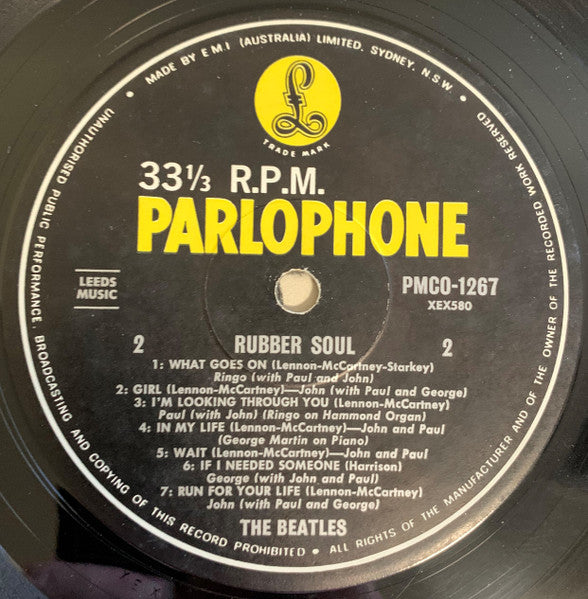 MADE BY E.M.I (AUSTRALIA) LIMITED, SYDNEY, N.S.W.
• ALL RIGHTS OF THE MANUFACTURER AND OF THE OWNER OF THE RECORDED WORK RESERVED •
UNAUTHORISED PUBLIC PERFORMANCE, BROADCASTING AND COPYING OF THIS RECORD PROHIBITED
£
TRADE MARK
33⅓ R.P.M.
PARLOPHONE
LEEDS
MUSIC
PMCO-1267
XEX580
2 RUBBER SOUL 2
1: WHAT GOES ON (Lennon-McCartney-Starkey)
Ringo (with Paul and John)
2: GIRL (Lennon-McCartney)—John (with Paul and George)
3: I'M LOOKING THROUGH YOU (Lennon-McCartney)
Paul (with John) (Ringo on Hammond Organ)
4: IN MY LIFE (Lennon-McCartney)—John and Paul
(George Martin on Piano)
5: WAIT (Lennon-McCartney)—John and Paul
6: IF I NEEDED SOMEONE (Harrison)
George (with John and Paul)
7: RUN FOR YOUR LIFE (Lennon-McCartney)
John (with Paul and George)
THE BEATLES